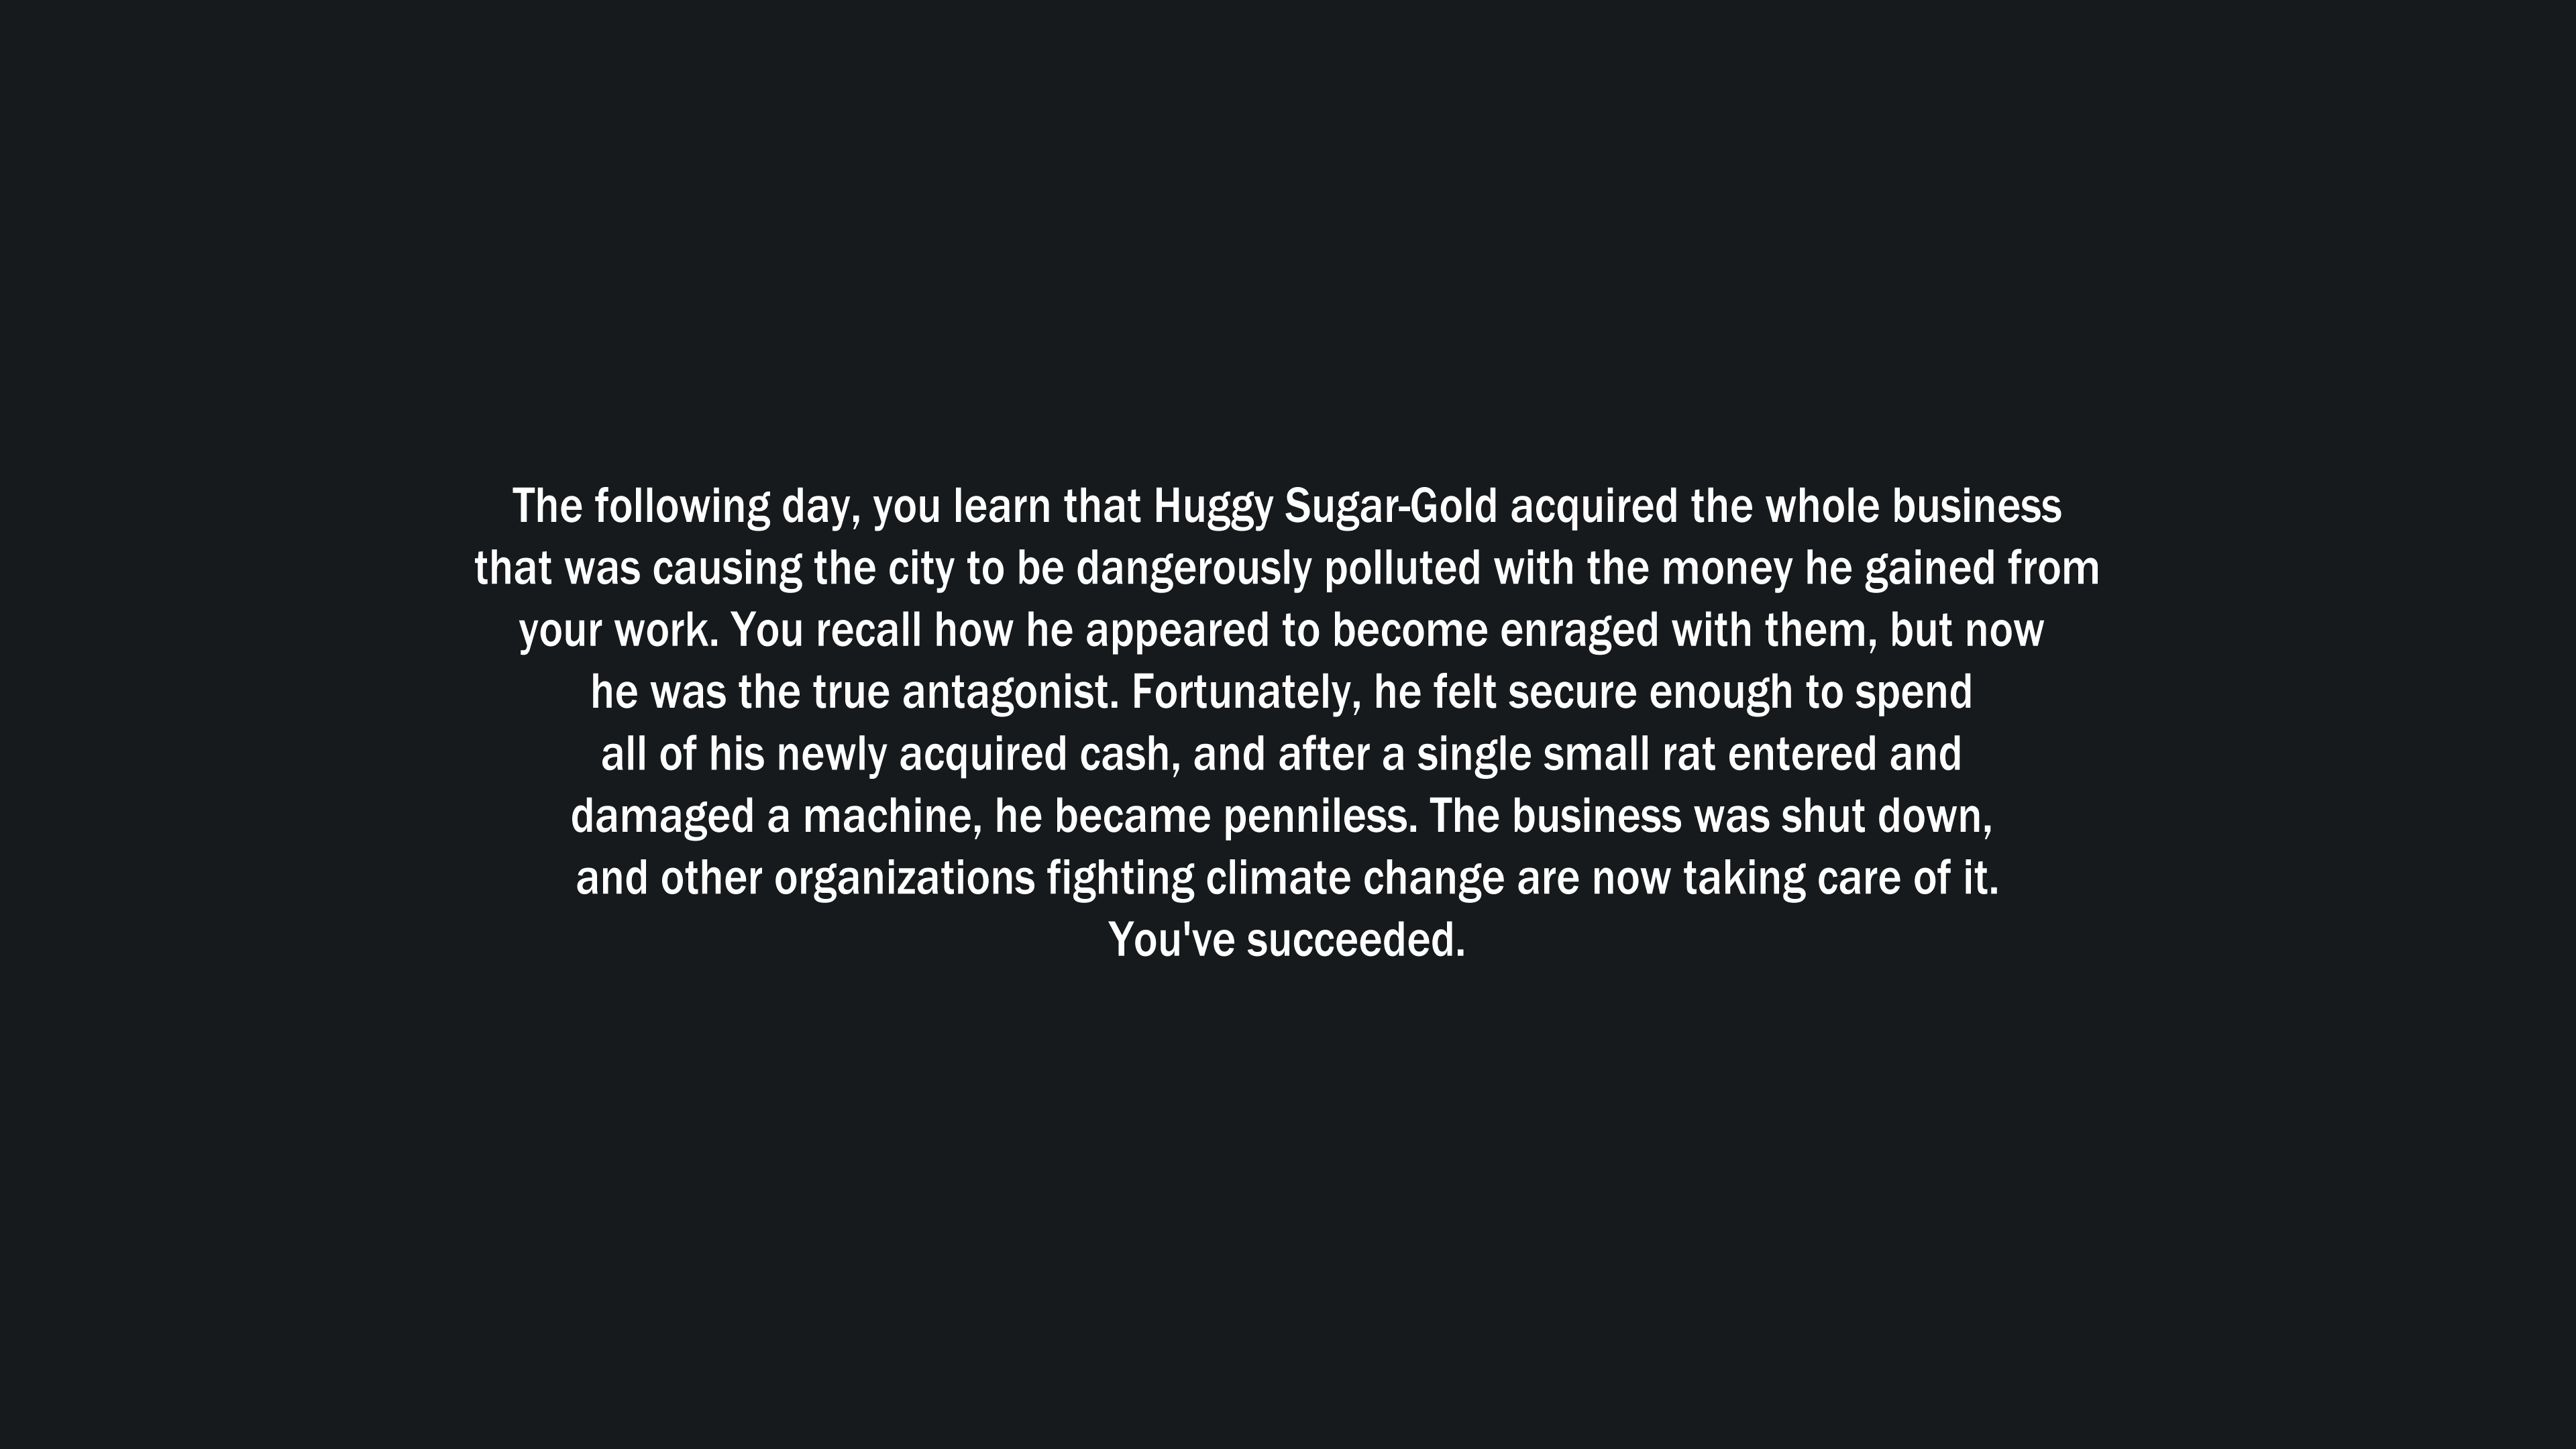 The following day, you learn that Huggy Sugar-Gold acquired the whole business
that was causing the city to be dangerously polluted with the money he gained from
your work. You recall how he appeared to become enraged with them, but now
he was the true antagonist. Fortunately, he felt secure enough to spend
all of his newly acquired cash, and after a single small rat entered and
damaged a machine, he became penniless. The business was shut down,
and other organizations fighting climate change are now taking care of it.
You've succeeded.